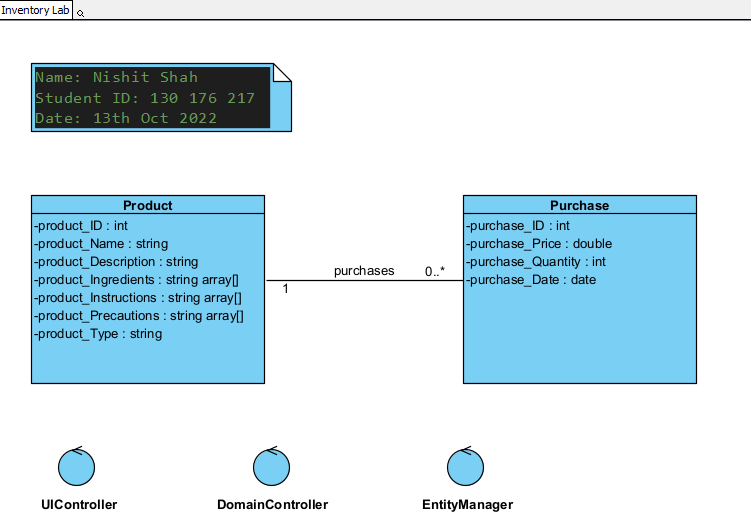 Inventory Lab
Name: Nishit Shah
Student ID: 130 176 217
Date: 13th Oct 2022
Product
-product_ID : int
-product_Name : string
-product_Description : string
-product_Ingredients : string array[]
-product_Instructions : string array[]
-product_Precautions : string array[]
-product_Type : string
purchases
0..*
1
Purchase
-purchase_ID : int
-purchase_Price : double
-purchase_Quantity : int
-purchase_Date : date
UIController
DomainController
EntityManager